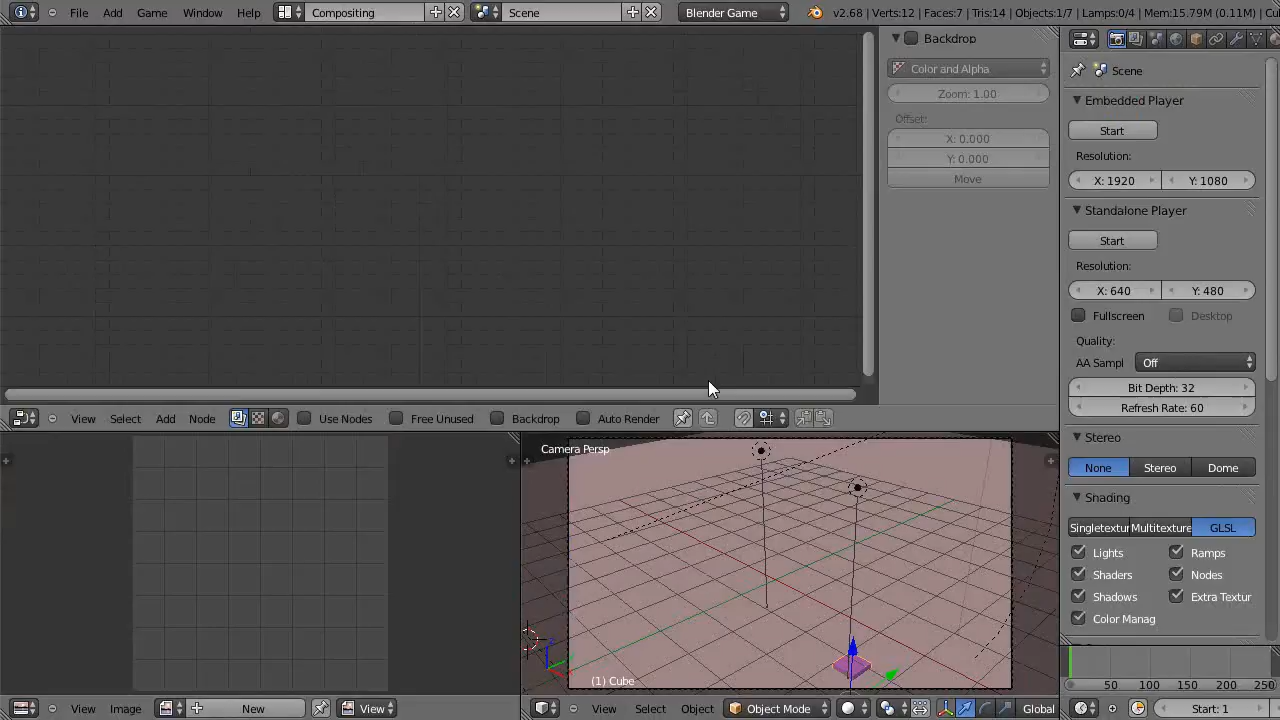 File Add Game Window Help Compositing Scene Blender Game v2.68 | Verts:12 | Faces:7 | Tris:14 | Objects:1/7 | Lamps:0/4 | Mem:15.79M (0.11M) |
Backdrop
Color and Alpha
Zoom: 1.00
Offset:
X: 0.000
Y: 0.000
Move
Scene
Embedded Player
Start
Resolution:
X: 1920 Y: 1080
Standalone Player
Start
Resolution:
X: 640 Y: 480
Fullscreen Desktop
Quality:
AA Sampl Off
Bit Depth: 32
Refresh Rate: 60
Stereo
None Stereo Dome
Shading
Singletextur Multitexture GLSL
Lights Ramps
Shaders Nodes
Shadows Extra Textur
Color Manag
View Select Add Node Use Nodes Free Unused Backdrop Auto Render
Camera Persp
(1) Cube
View Image New View
View Select Object Object Mode Global
50 100 150 200 250
Start: 1